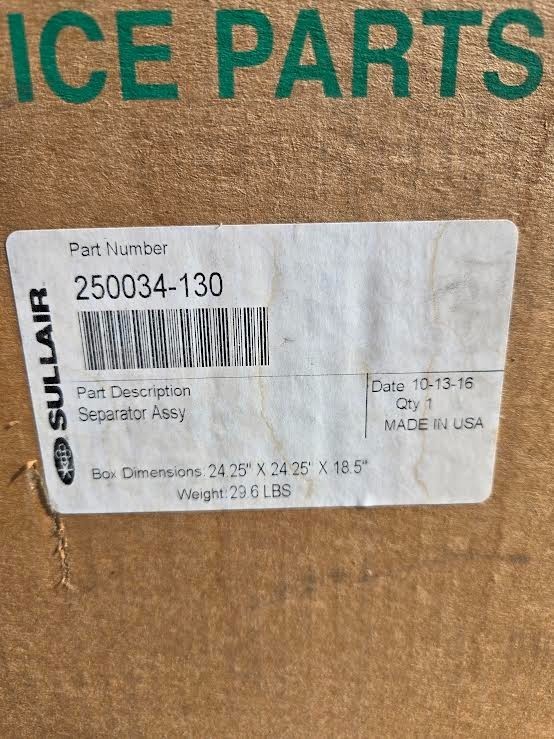 ICE PARTS
Part Number
250034-130
SULLAIR
Part Description
Separator Assy
Date 10-13-16
Qty 1
MADE IN USA
Box Dimensions: 24.25" X 24.25' X 18.5"
Weight: 29.6 LBS